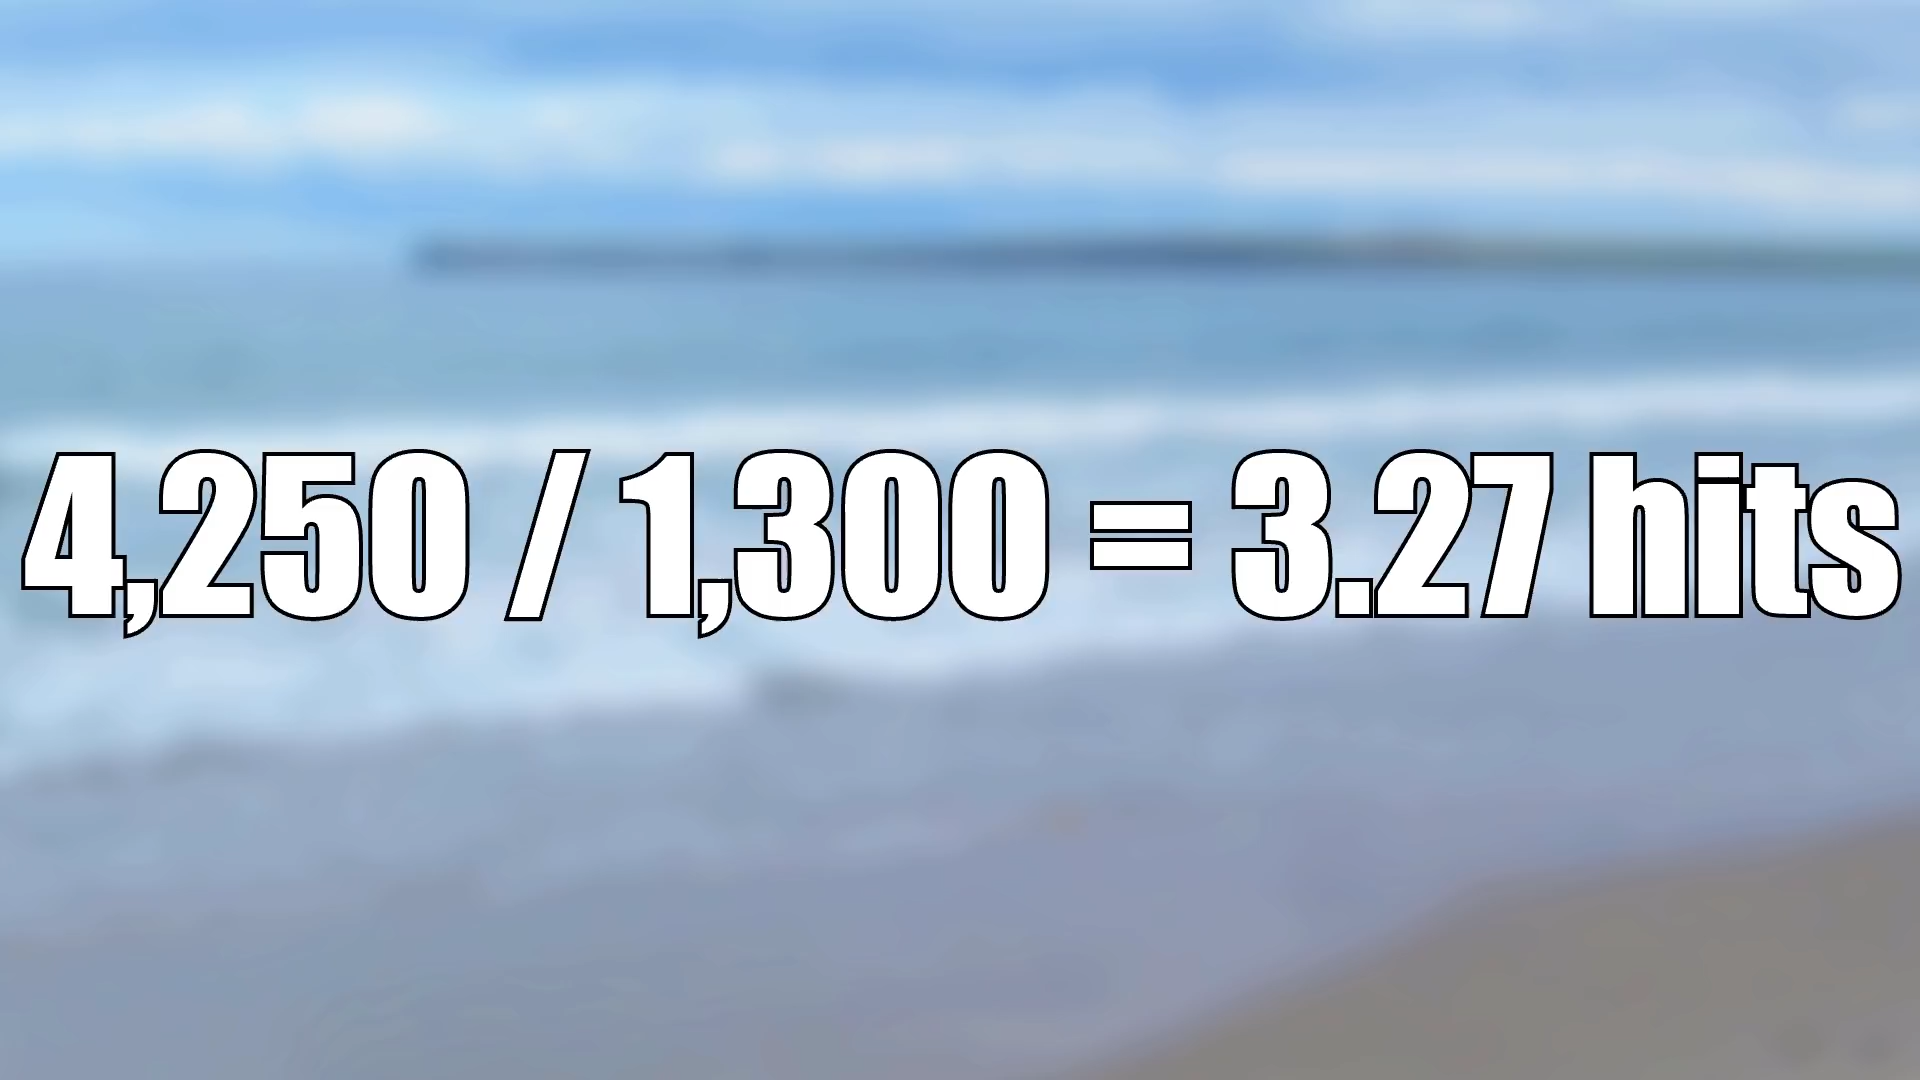 4,250 / 1,300 = 3.27 hits